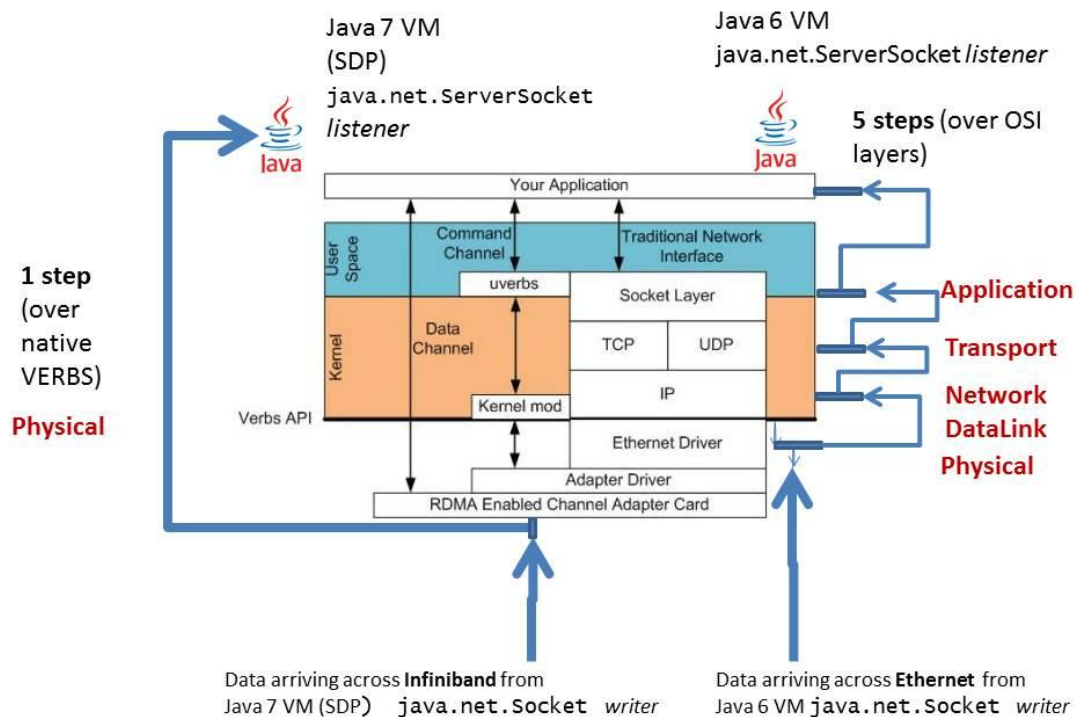 Java 7 VM
(SDP)
java.net.ServerSocket
listener
Java 6 VM
java.net.ServerSocket listener
Java
Java
5 steps (over OSI
layers)
Your Application
User
Space
Command
Channel
Traditional Network
Interface
uverbs
Socket Layer
Application
1 step
(over
native
VERBS)
Physical
Kernel
Data
Channel
TCP
UDP
Transport
IP
Network
Kernel mod
Verbs API
DataLink
Ethernet Driver
Physical
Adapter Driver
RDMA Enabled Channel Adapter Card
Data arriving across Infiniband from
Java 7 VM (SDP) java.net.Socket writer
Data arriving across Ethernet from
Java 6 VM java.net.Socket writer